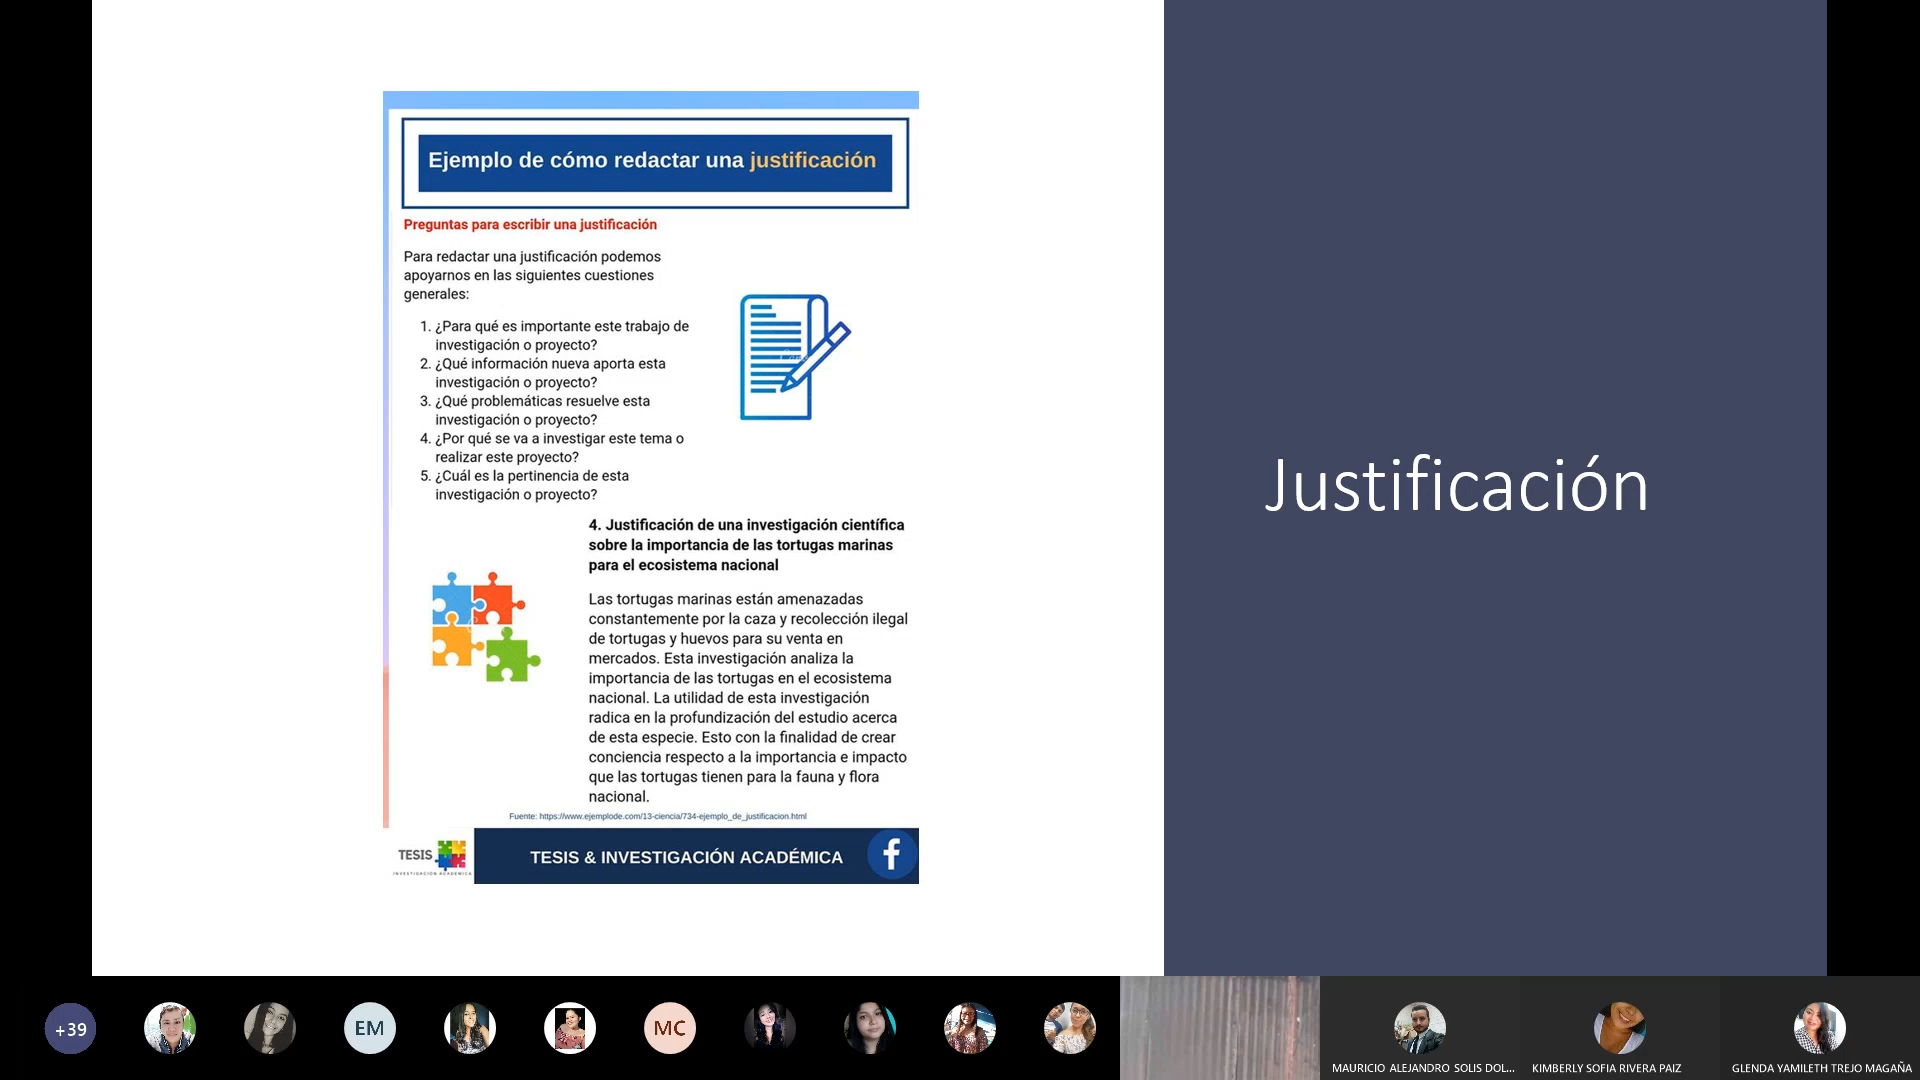 Ejemplo de cómo redactar una justificación
Preguntas para escribir una justificación
Para redactar una justificación podemos
apoyarnos en las siguientes cuestiones
generales:
1. ¿Para qué es importante este trabajo de
investigación o proyecto?
2. ¿Qué información nueva aporta esta
investigación o proyecto?
3. ¿Qué problemáticas resuelve esta
investigación o proyecto?
4. ¿Por qué se va a investigar este tema o
realizar este proyecto?
5. ¿Cuál es la pertinencia de esta
investigación o proyecto?
4. Justificación de una investigación científica
sobre la importancia de las tortugas marinas
para el ecosistema nacional
Las tortugas marinas están amenazadas
constantemente por la caza y recolección ilegal
de tortugas y huevos para su venta en
mercados. Esta investigación analiza la
importancia de las tortugas en el ecosistema
nacional. La utilidad de esta investigación
radica en la profundización del estudio acerca
de esta especie. Esto con la finalidad de crear
conciencia respecto a la importancia e impacto
que las tortugas tienen para la fauna y flora
nacional.
Fuente: https://www.ejemplode.com/13-ciencia/734-ejemplo_de_justificacion.html
TESIS
INVESTIGACIÓN ACADÉMICA
TESIS & INVESTIGACIÓN ACADÉMICA
Justificación
+39
EM
MC
MAURICIO ALEJANDRO SOLIS DOL...
KIMBERLY SOFIA RIVERA PAIZ
GLENDA YAMILETH TREJO MAGAÑA